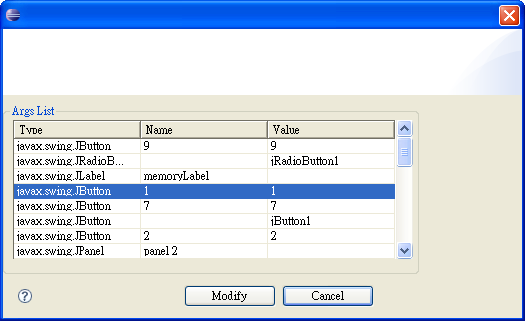 Args List
Type Name Value
javax.swing.JButton 9 9
javax.swing.JRadioB... jRadioButton1
javax.swing.JLabel memoryLabel
javax.swing.JButton 1 1
javax.swing.JButton 7 7
javax.swing.JButton jButton1
javax.swing.JButton 2 2
javax.swing.JPanel panel 2
? Modify Cancel